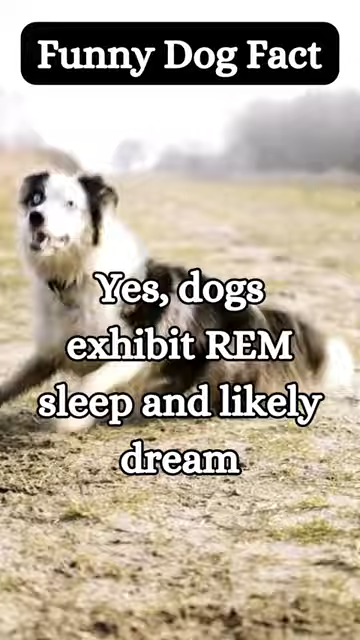 Funny Dog Fact
Yes, dogs
exhibit REM
sleep and likely
dream